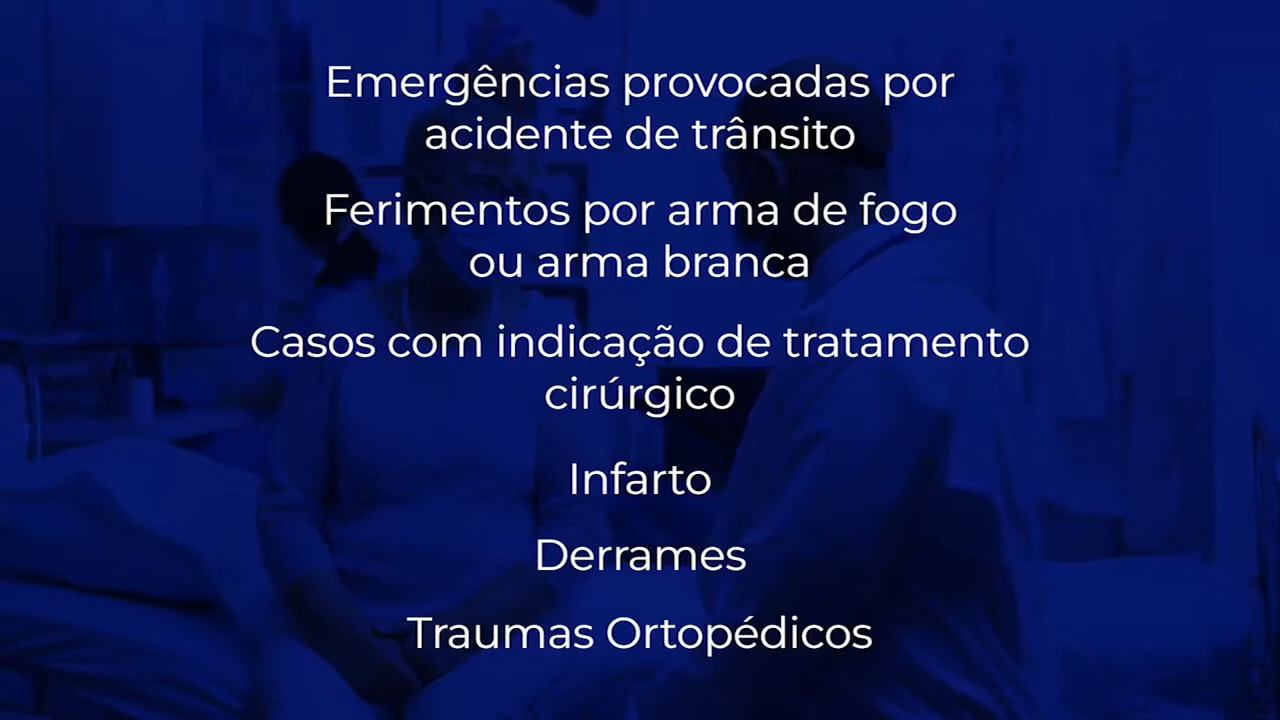 Emergências provocadas por
acidente de trânsito
Ferimentos por arma de fogo
ou arma branca
Casos com indicação de tratamento
cirúrgico
Infarto
Derrames
Traumas Ortopédicos